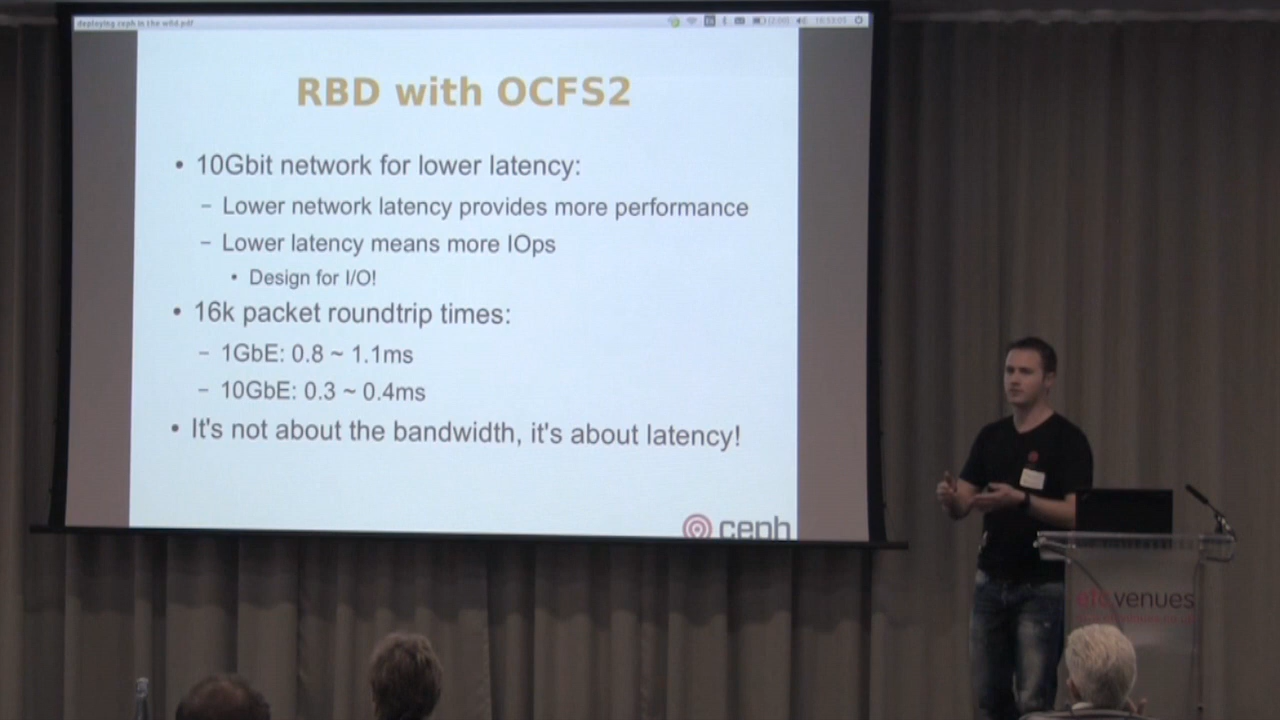 deploying ceph in the wild.pdf
RBD with OCFS2
• 10Gbit network for lower latency:
– Lower network latency provides more performance
– Lower latency means more IOps
• Design for I/O!
• 16k packet roundtrip times:
– 1GbE: 0.8 ~ 1.1ms
– 10GbE: 0.3 ~ 0.4ms
• It's not about the bandwidth, it's about latency!
ceph
etc.venues